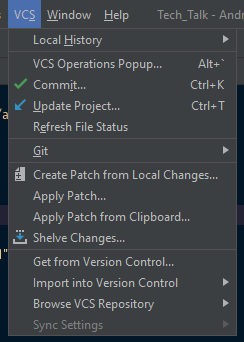 VCS Window Help Tech_Talk - Andr
Local History
VCS Operations Popup... Alt+`
Commit... Ctrl+K
Update Project... Ctrl+T
Refresh File Status
Git
Create Patch from Local Changes...
Apply Patch...
Apply Patch from Clipboard...
Shelve Changes...
Get from Version Control...
Import into Version Control
Browse VCS Repository
Sync Settings